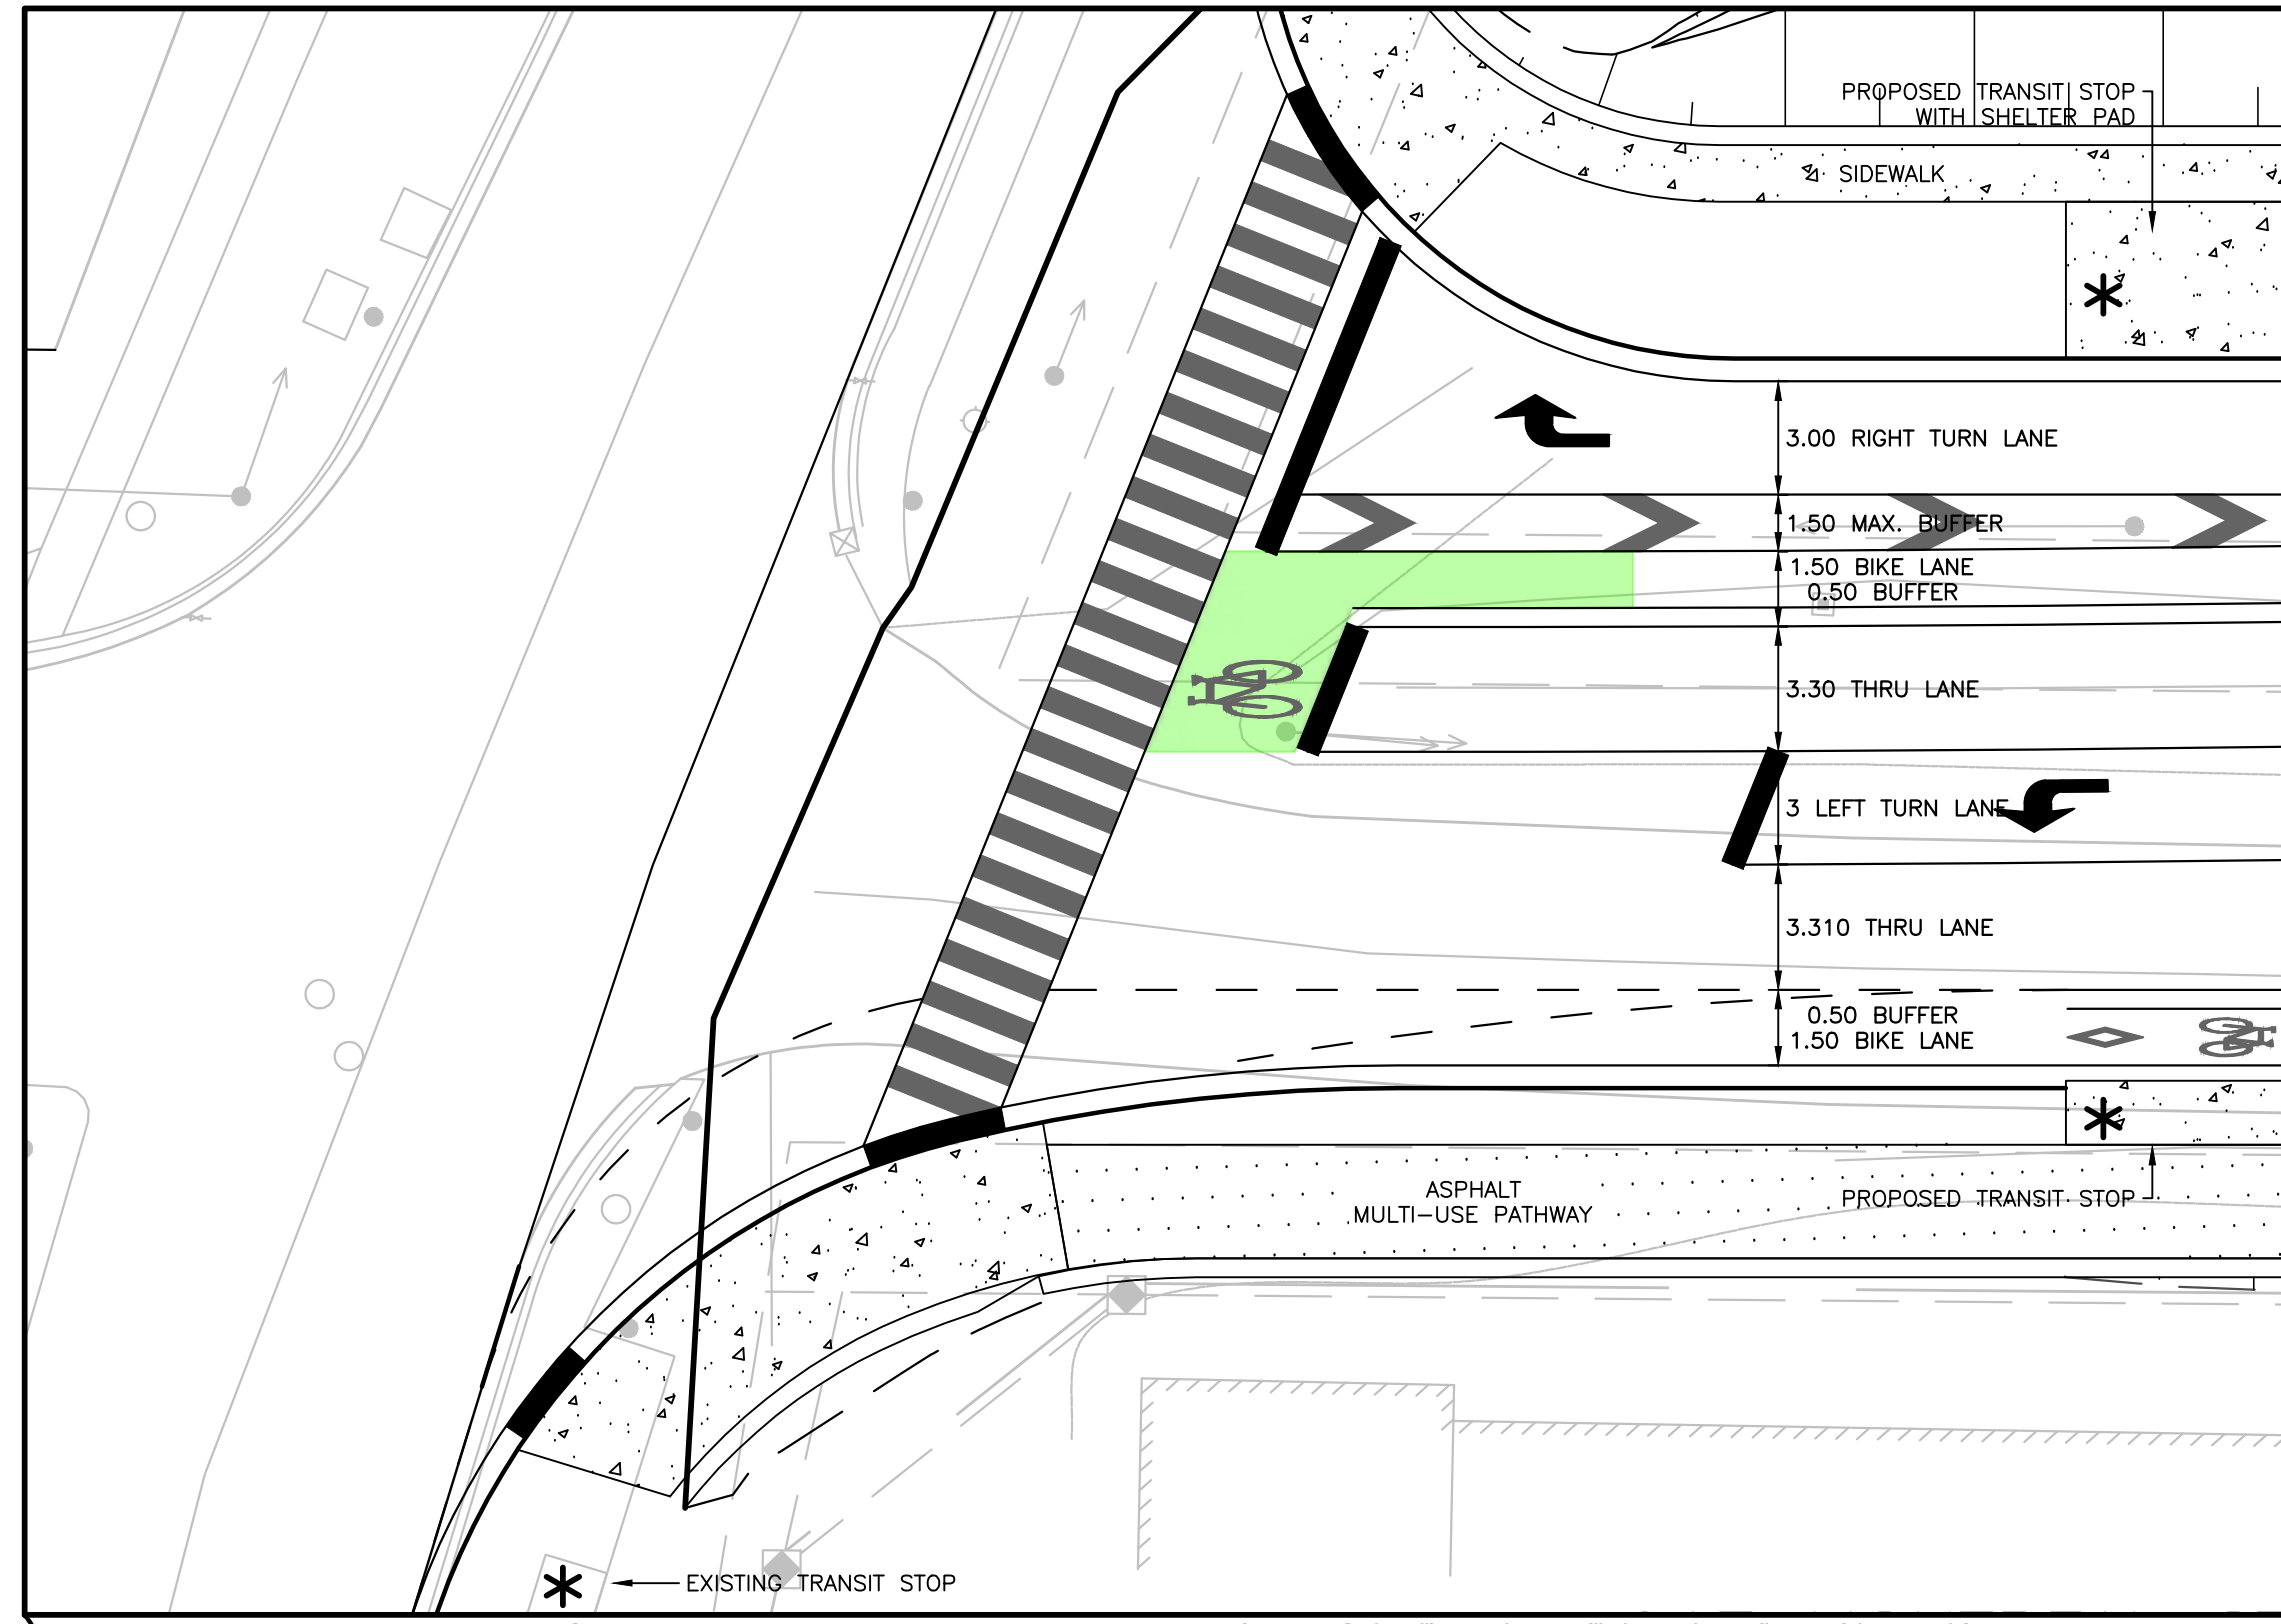 PROPOSED TRANSIT STOP
WITH SHELTER PAD
SIDEWALK
3.00 RIGHT TURN LANE
1.50 MAX. BUFFER
1.50 BIKE LANE
0.50 BUFFER
3.30 THRU LANE
3 LEFT TURN LANE
3.310 THRU LANE
0.50 BUFFER
1.50 BIKE LANE
ASPHALT
MULTI-USE PATHWAY
PROPOSED TRANSIT STOP
EXISTING TRANSIT STOP